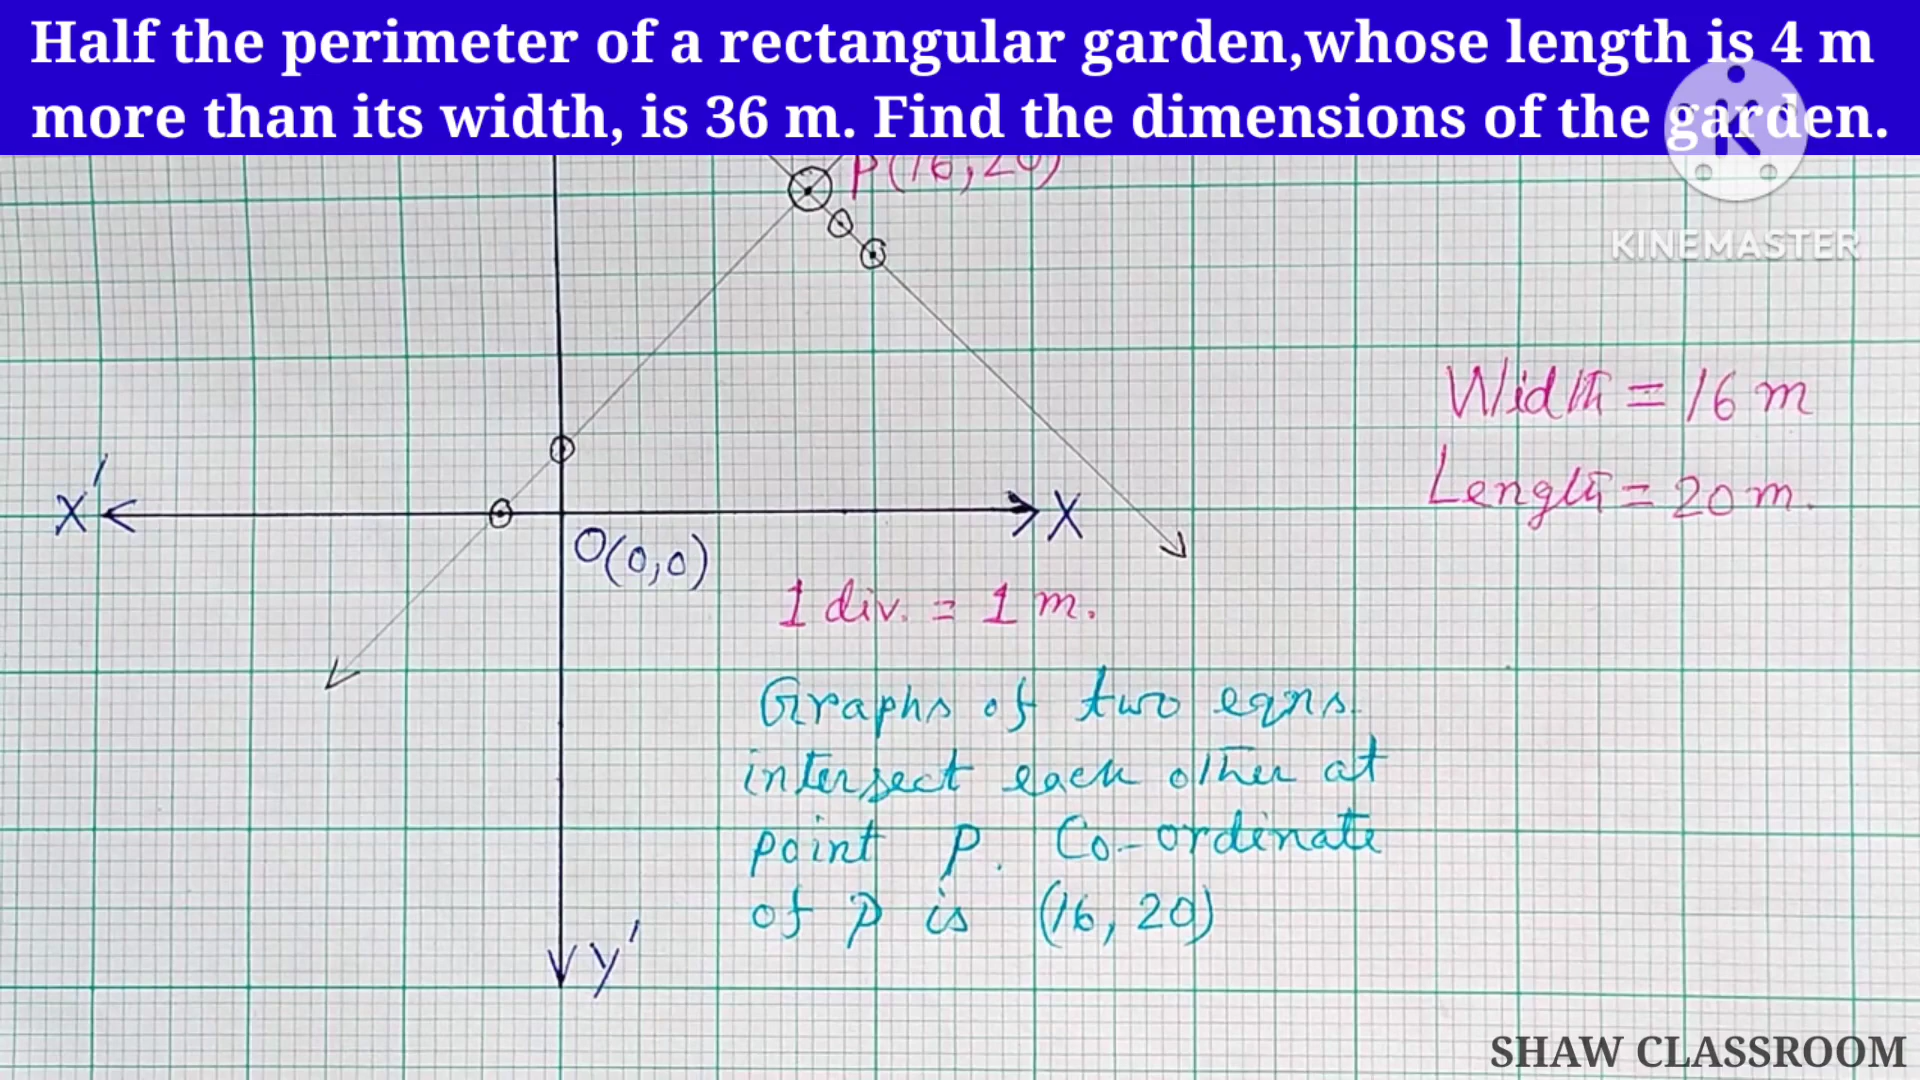 Half the perimeter of a rectangular garden,whose length is 4 m
more than its width, is 36 m. Find the dimensions of the garden.
P(16,20)
KINEMASTER
Width = 16 m
Length = 20 m.
X'
X
O(0,0)
1 div. = 1 m.
Graphs of two eqns.
intersect each other at
point P. Co-ordinate
of P is (16, 20)
Y'
SHAW CLASSROOM